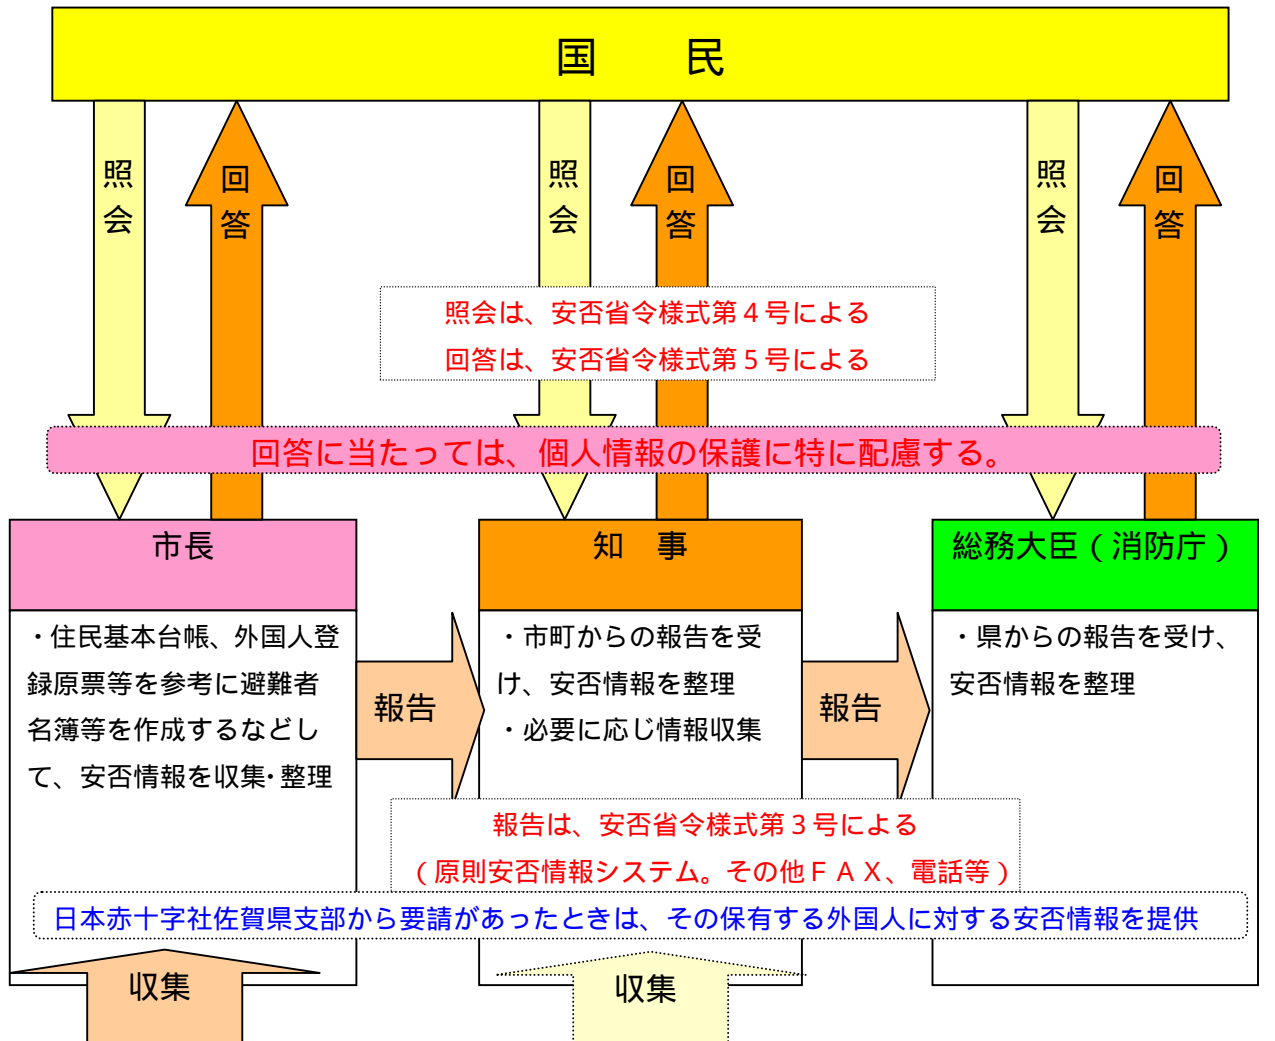 国　民
照会
回答
照会
回答
照会
回答
照会は、安否省令様式第４号による
回答は、安否省令様式第５号による
回答に当たっては、個人情報の保護に特に配慮する。
市長
・住民基本台帳、外国人登
録原票等を参考に避難者
名簿等を作成するなどし
て、安否情報を収集･整理
報告
知　事
・市町からの報告を受
け、安否情報を整理
・必要に応じ情報収集
報告
総務大臣（消防庁）
・県からの報告を受け、
安否情報を整理
報告は、安否省令様式第３号による
（原則安否情報システム。その他ＦＡＸ、電話等）
日本赤十字社佐賀県支部から要請があったときは、その保有する外国人に対する安否情報を提供
収集
収集